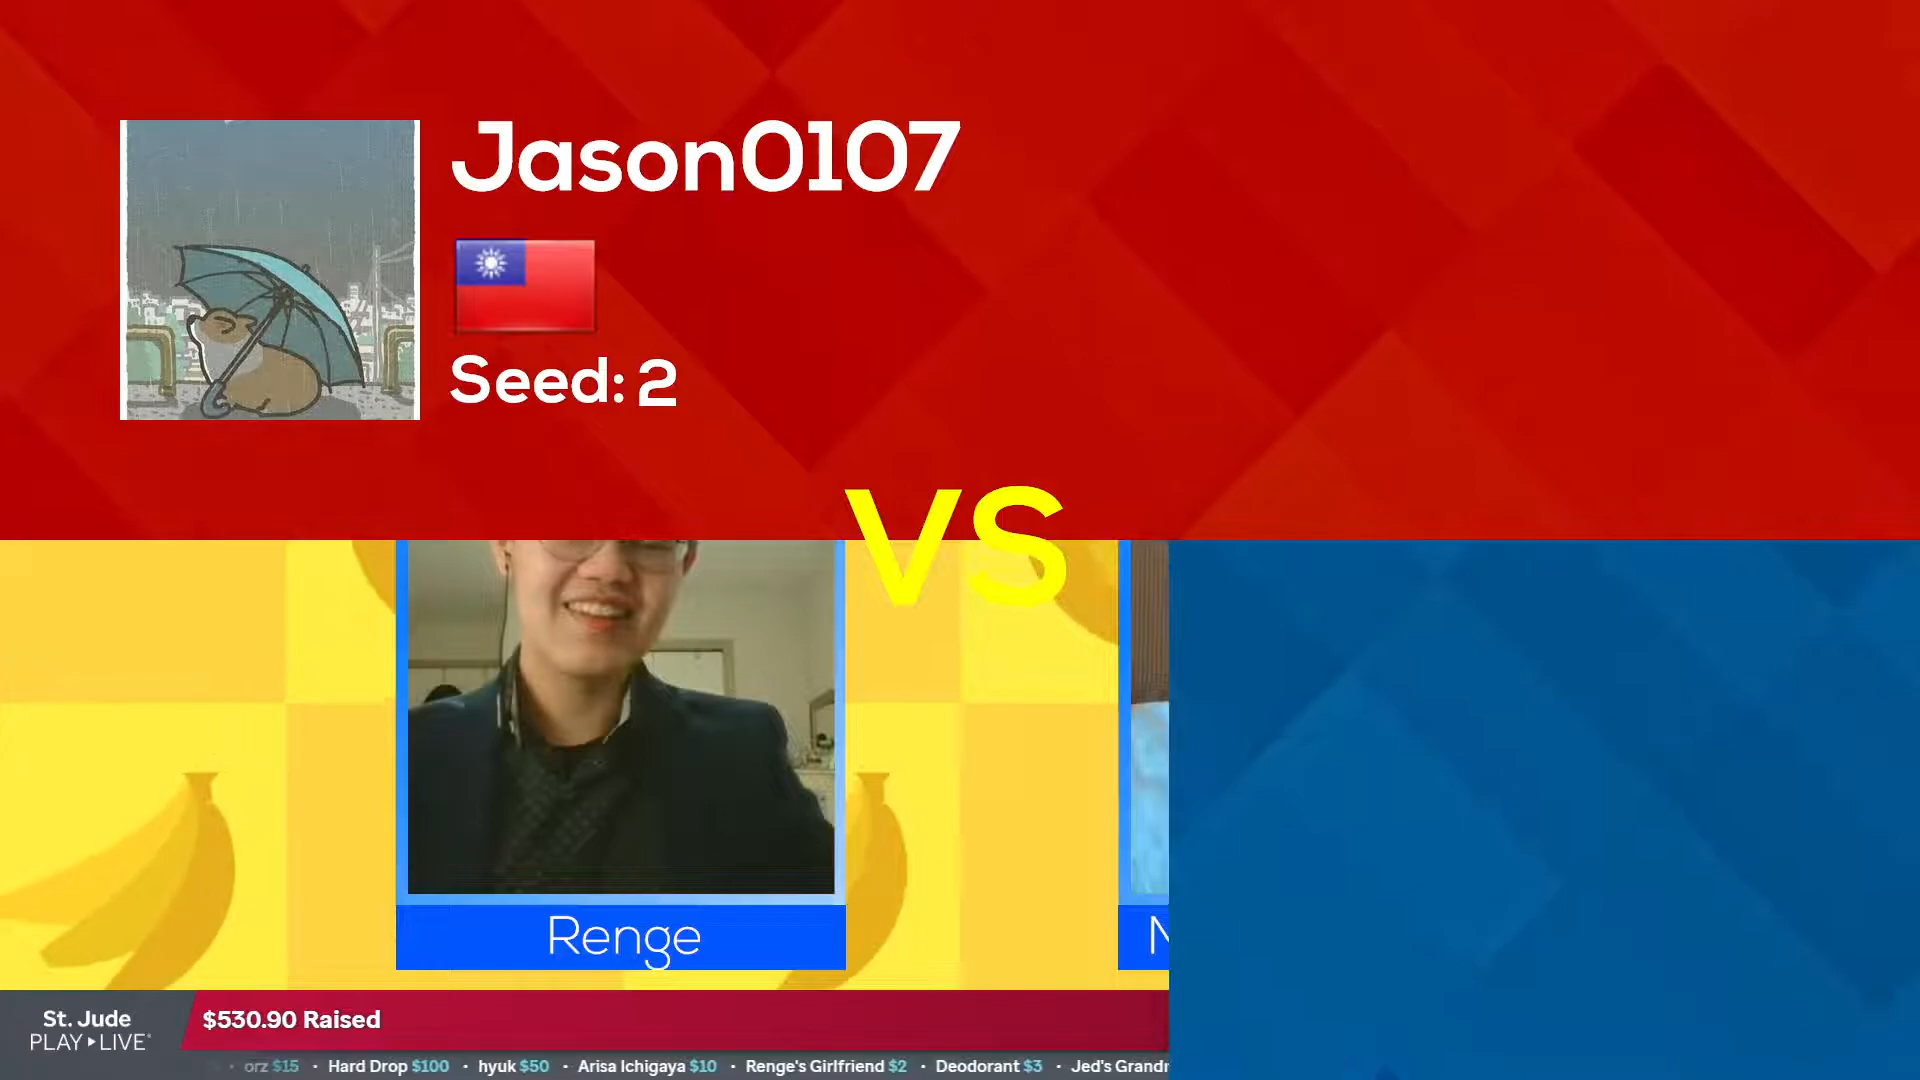 Jason0107
Seed: 2
VS
Renge
N
St. Jude
PLAY LIVE
$530.90 Raised
orz $15 · Hard Drop $100 · hyuk $50 · Arisa Ichigaya $10 · Renge's Girlfriend $2 · Deodorant $3 · Jed's Grandr